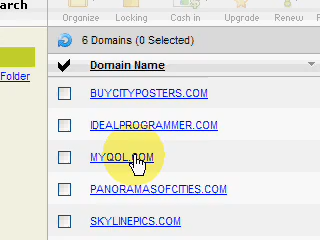 arch
Organize Locking Cash in Upgrade Renew
6 Domains (0 Selected)
Folder
Domain Name
BUYCITYPOSTERS.COM
IDEALPROGRAMMER.COM
MYQOL.COM
PANORAMASOFCITIES.COM
SKYLINEPICS.COM